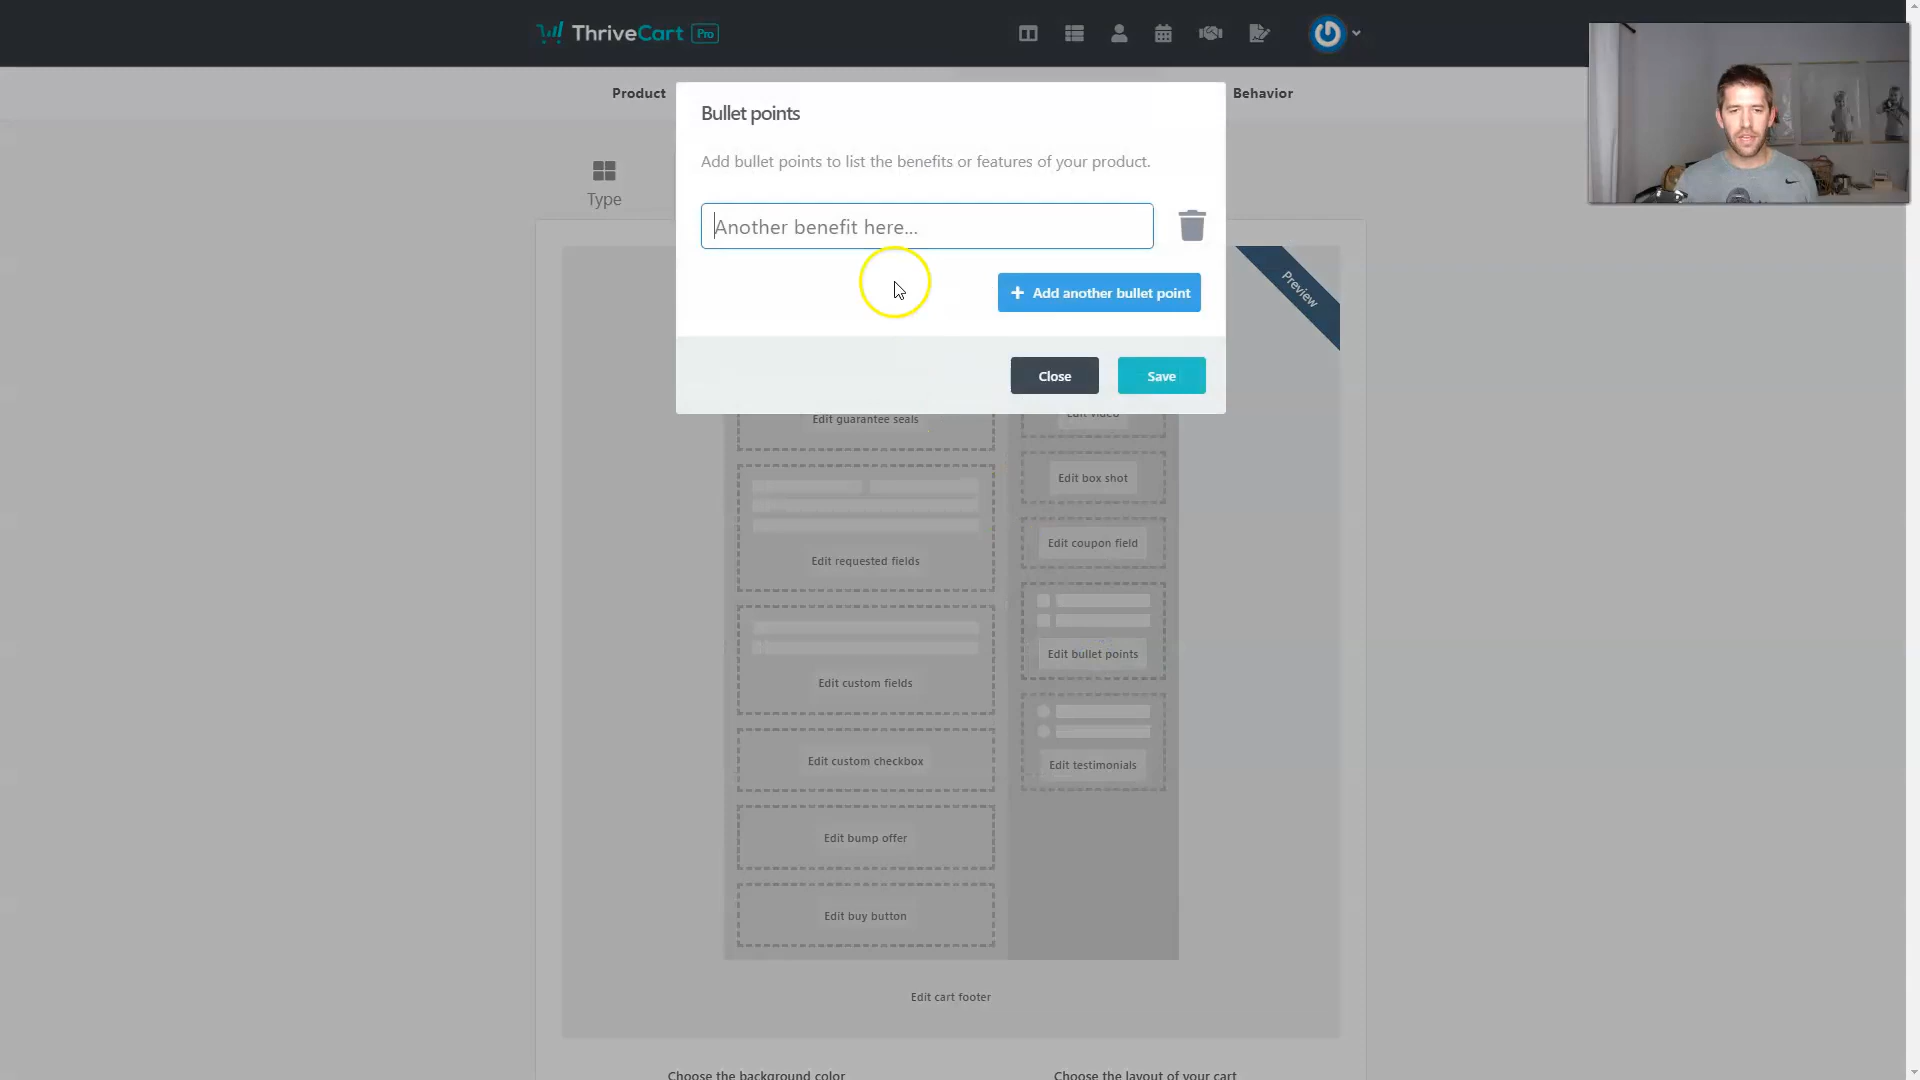 ThriveCart Pro
Product
Behavior
Bullet points
Add bullet points to list the benefits or features of your product.
Type
Another benefit here...
+ Add another bullet point
Preview
Close
Save
Edit guarantee seals
Edit video
Edit box shot
Edit coupon field
Edit requested fields
Edit bullet points
Edit custom fields
Edit custom checkbox
Edit testimonials
Edit bump offer
Edit buy button
Edit cart footer
Choose the background color
Choose the layout of your cart